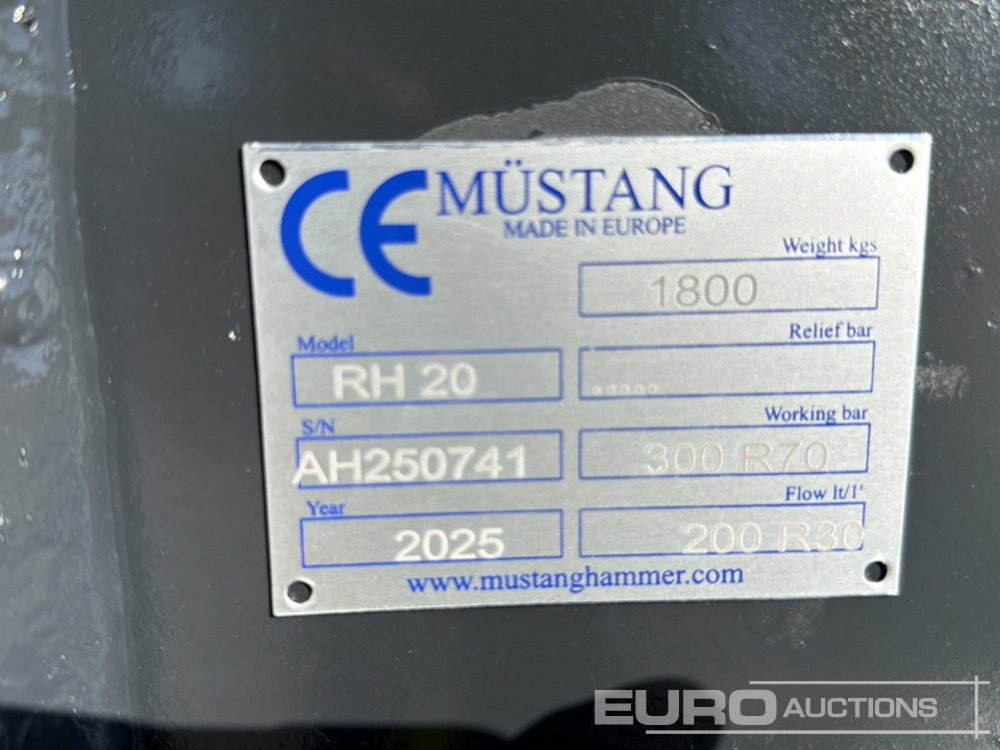 CE MÜSTANG
MADE IN EUROPE
Weight kgs
1800
Model
RH 20
Relief bar
.....
S/N
AH250741
Working bar
300 R70
Year
2025
Flow lt/1'
200 R30
www.mustanghammer.com
EURO AUCTIONS